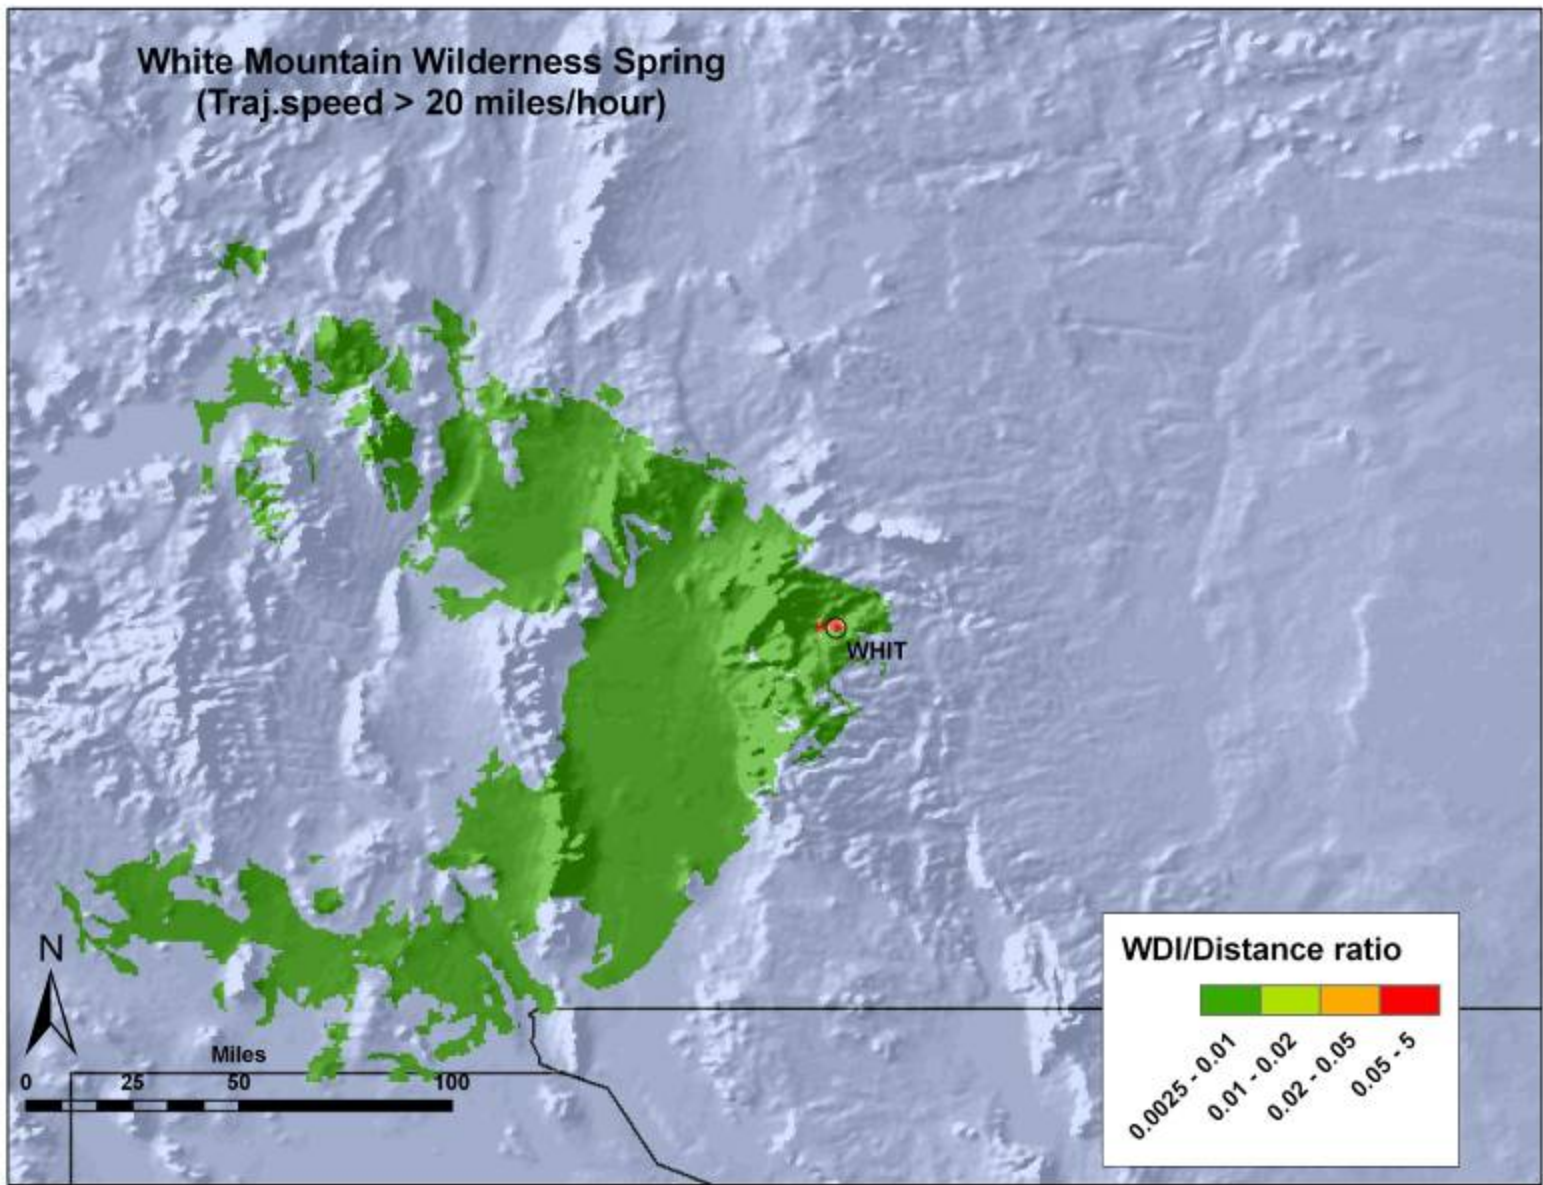 White Mountain Wilderness Spring
(Traj.speed > 20 miles/hour)
WHIT
N
Miles
0 25 50 100
WDI/Distance ratio
0.0025 - 0.01
0.01 - 0.02
0.02 - 0.05
0.05 - 5